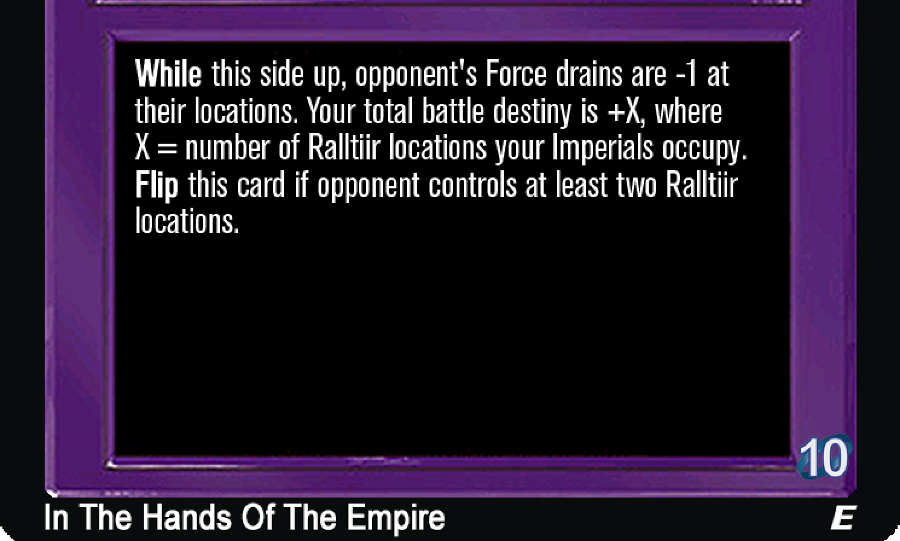 While this side up, opponent's Force drains are -1 at
their locations. Your total battle destiny is +X, where
X = number of Ralltiir locations your Imperials occupy.
Flip this card if opponent controls at least two Ralltiir
locations.
10
In The Hands Of The Empire
E